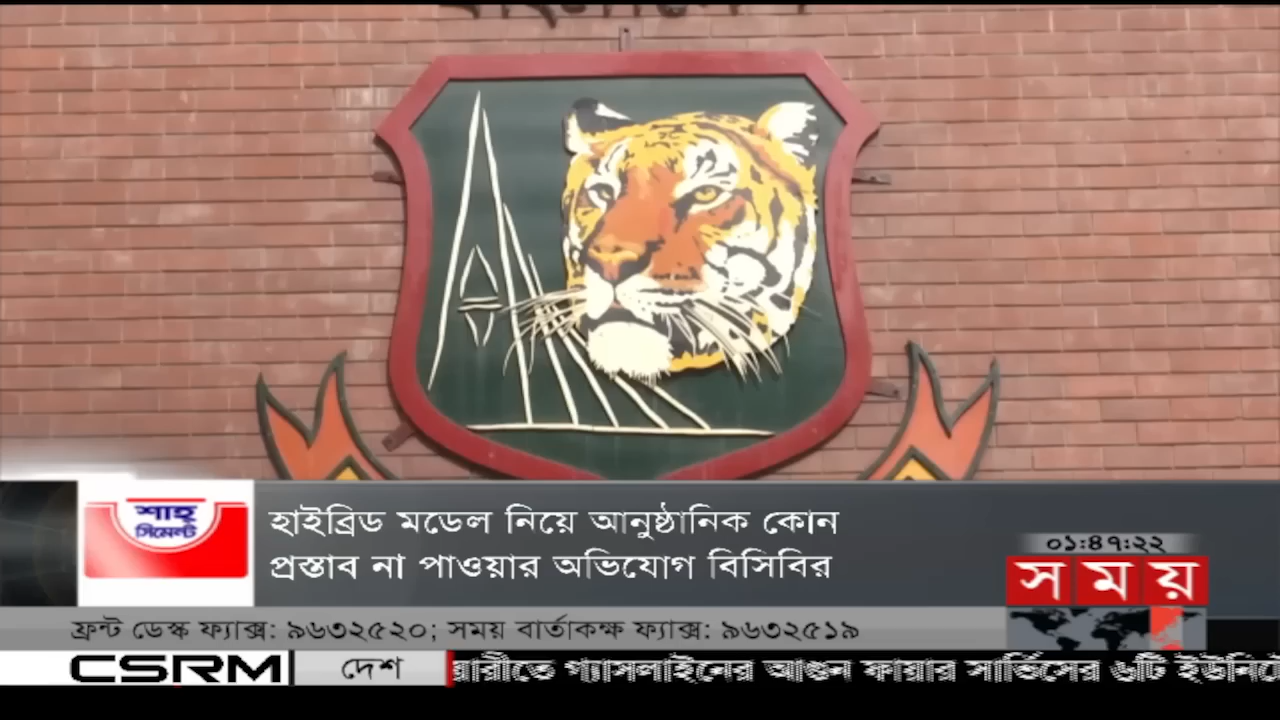 শাহ্
সিমেন্ট
হাইব্রিড মডেল নিয়ে আনুষ্ঠানিক কোন
প্রস্তাব না পাওয়ার অভিযোগ বিসিবির
০১:৪৭:২২
সময়
ফ্রন্ট ডেস্ক ফ্যাক্স: ৯৬৩২৫২০; সময় বার্তাকক্ষ ফ্যাক্স: ৯৬৩২৫১৯
CSRM
দেশ
গ্যাসলাইনের আগুন ফায়ার সার্ভিসের ৬টি